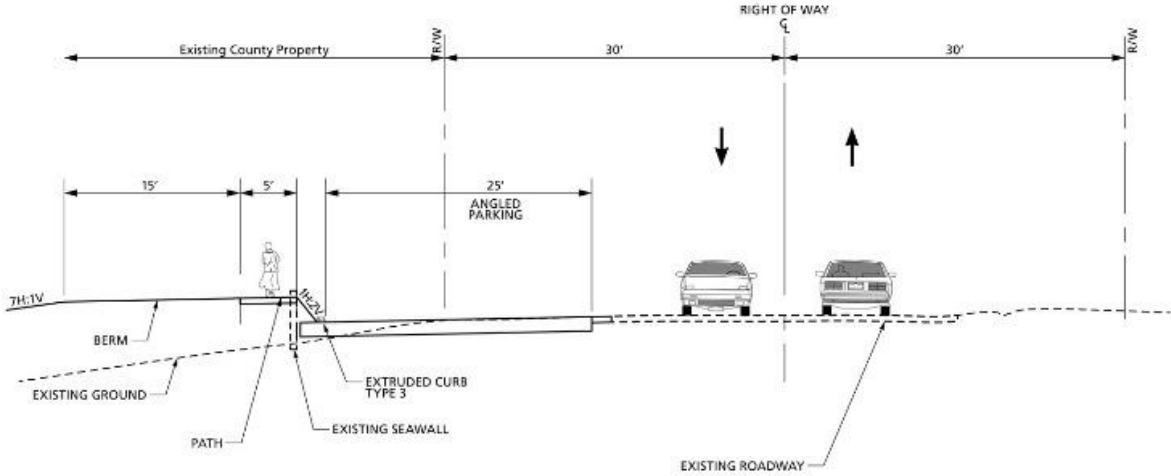 RIGHT OF WAY
CL
Existing County Property
R/W
30'
30'
R/W
15'
5'
25'
ANGLED
PARKING
7H:1V
1H:2V
BERM
EXISTING GROUND
PATH
EXTRUDED CURB
TYPE 3
EXISTING SEAWALL
EXISTING ROADWAY